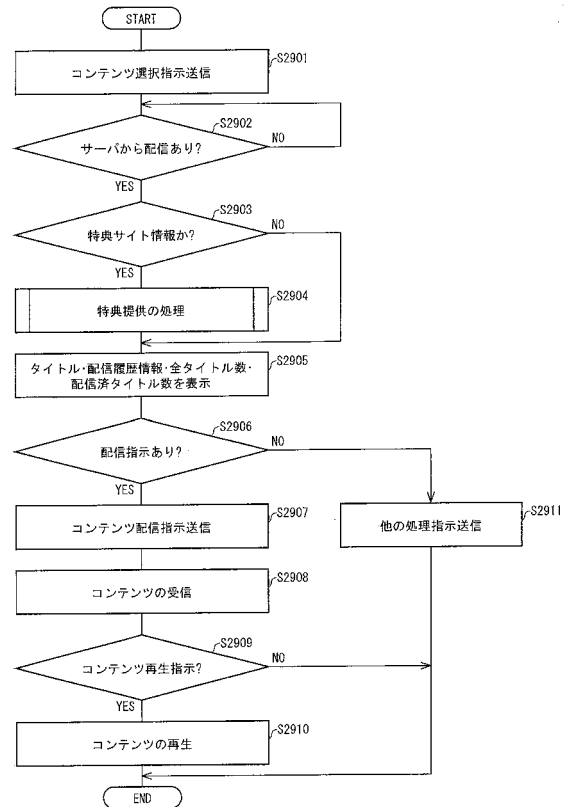 START
コンテンツ選択指示送信
S2901
サーバから配信あり?
S2902
NO
YES
特典サイト情報か?
S2903
NO
YES
特典提供の処理
S2904
タイトル・配信履歴情報・全タイトル数・
配信済タイトル数を表示
S2905
配信指示あり?
S2906
NO
YES
コンテンツ配信指示送信
S2907
他の処理指示送信
S2911
コンテンツの受信
S2908
コンテンツ再生指示?
S2909
NO
YES
コンテンツの再生
S2910
END